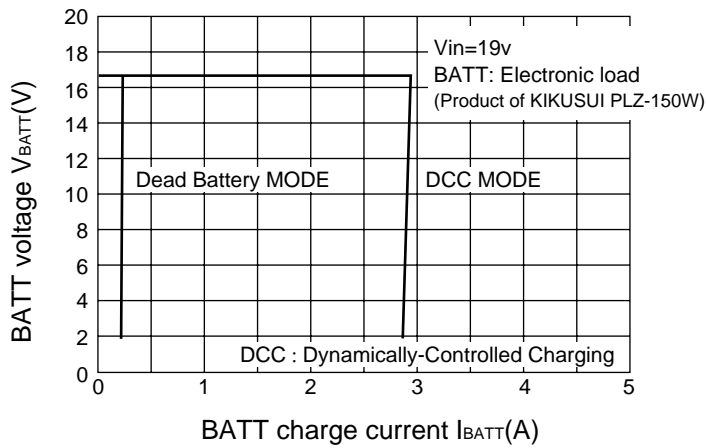 20
18
16
14
12
10
8
6
4
2
0
BATT voltage VBATT(V)
Vin=19v
BATT: Electronic load
(Product of KIKUSUI PLZ-150W)
Dead Battery MODE
DCC MODE
DCC : Dynamically-Controlled Charging
0 1 2 3 4 5
BATT charge current IBATT(A)